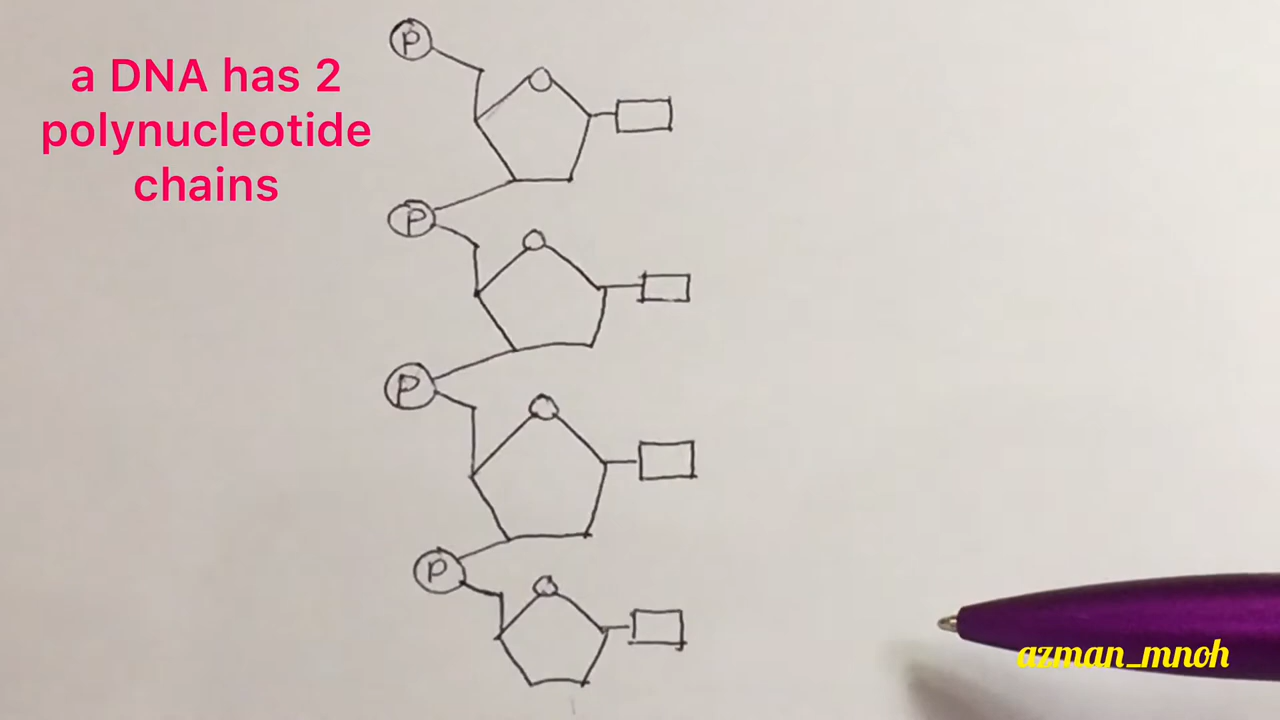 a DNA has 2
polynucleotide
chains
P
P
P
P
azman_mnoh